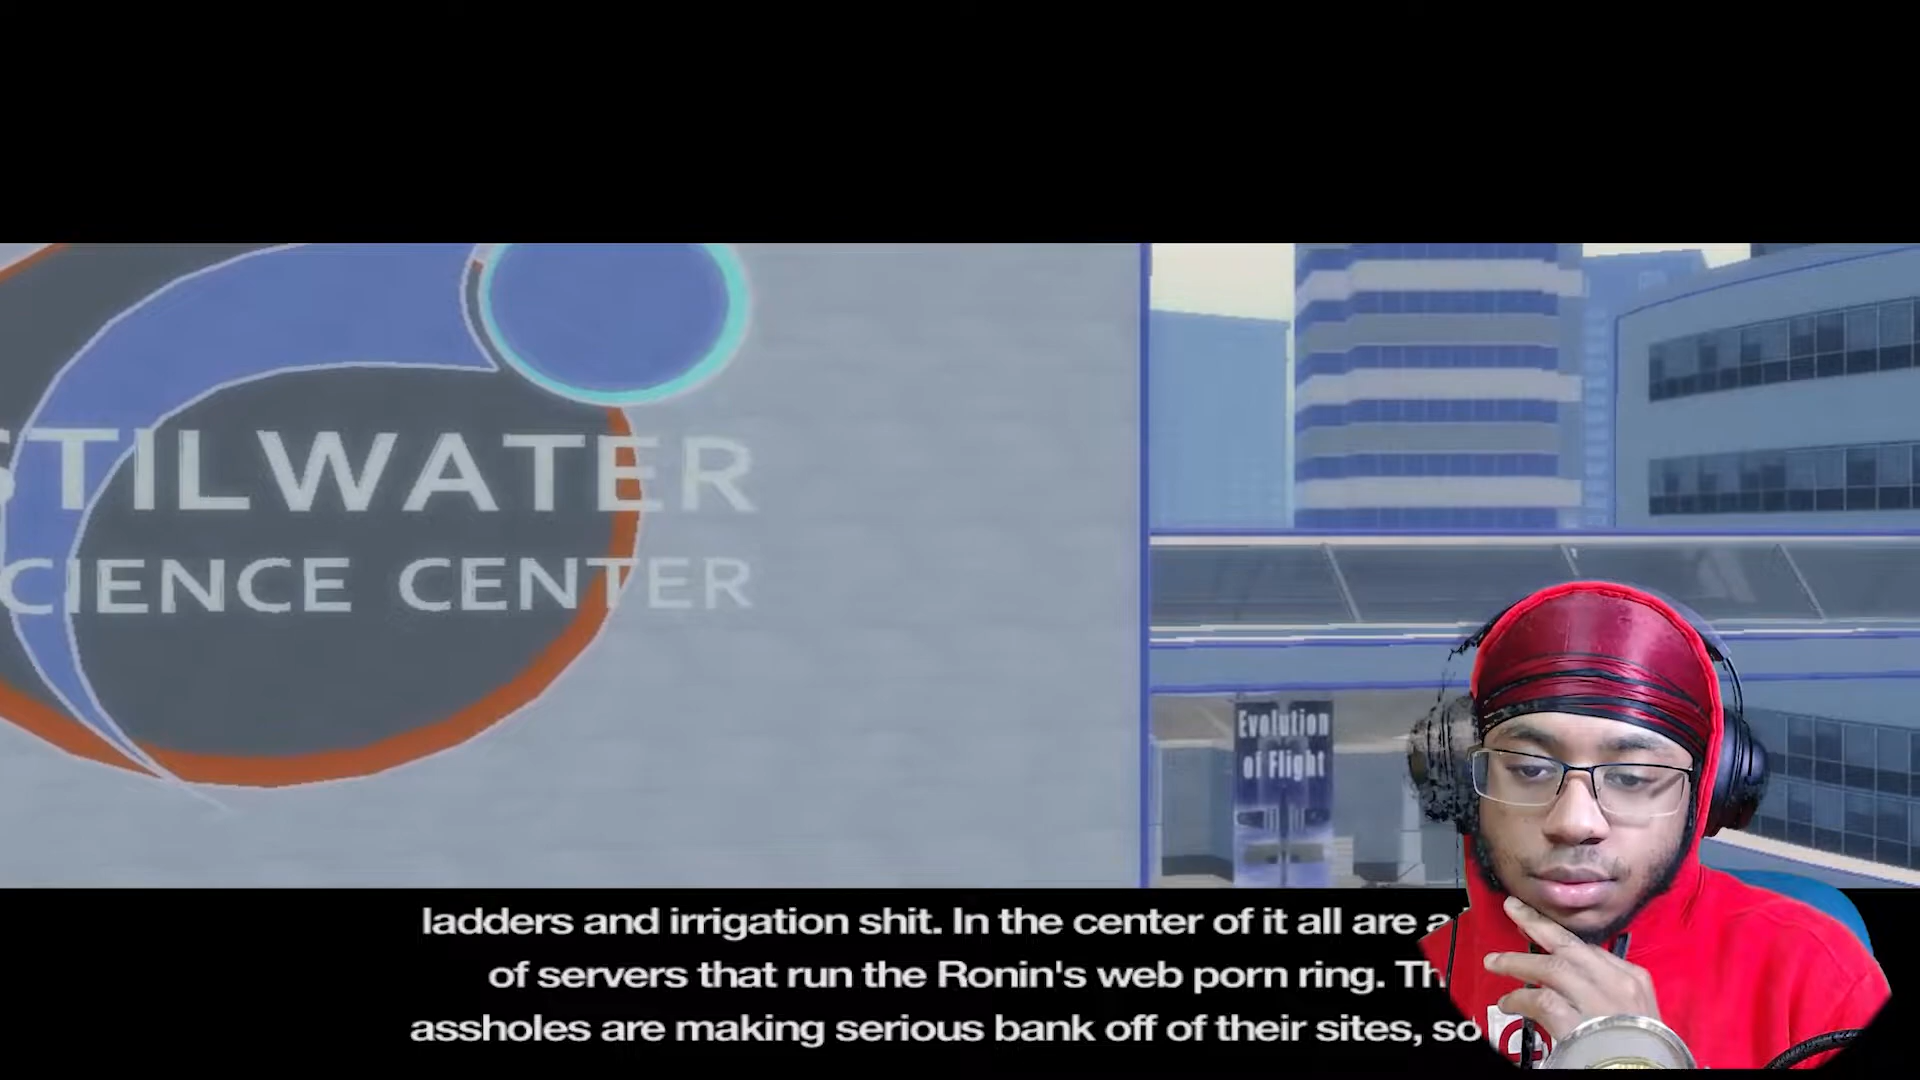 STILWATER
CIENCE CENTER
Evolution
of Flight
ladders and irrigation shit. In the center of it all are a
of servers that run the Ronin's web porn ring. Th
assholes are making serious bank off of their sites, so